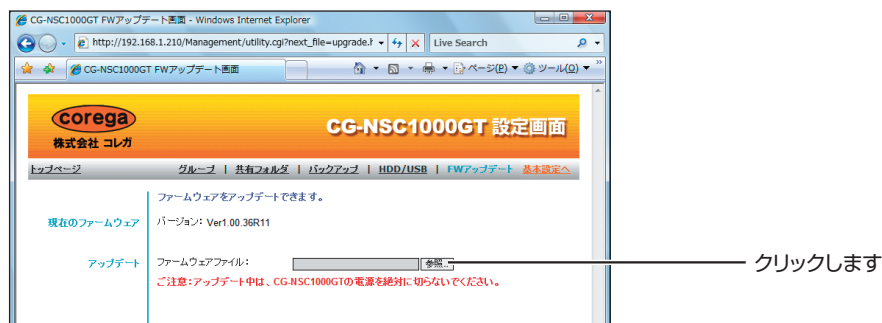 CG-NSC1000GT FWアップデート画面 - Windows Internet Explorer
http://192.168.1.210/Management/utility.cgi?next_file=upgrade.h
Live Search
CG-NSC1000GT FWアップデート画面
ページ(P) ツール(O)
corega
株式会社 コレガ
CG-NSC1000GT 設定画面
トップページ グループ | 共有フォルダ | バックアップ | HDD/USB | FWアップデート 基本設定へ
ファームウェアをアップデートできます。
現在のファームウェア バージョン: Ver1.00.36R11
アップデート ファームウェアファイル: 参照...
クリックします
ご注意:アップデート中は、CG-NSC1000GTの電源を絶対に切らないでください。